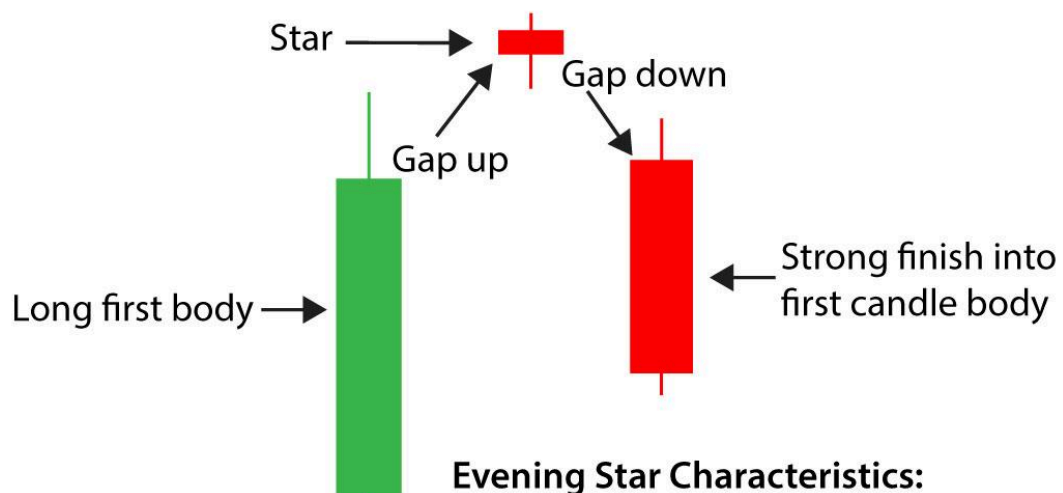 Star
Gap down
Gap up
Long first body
Strong finish into
first candle body
Evening Star Characteristics: